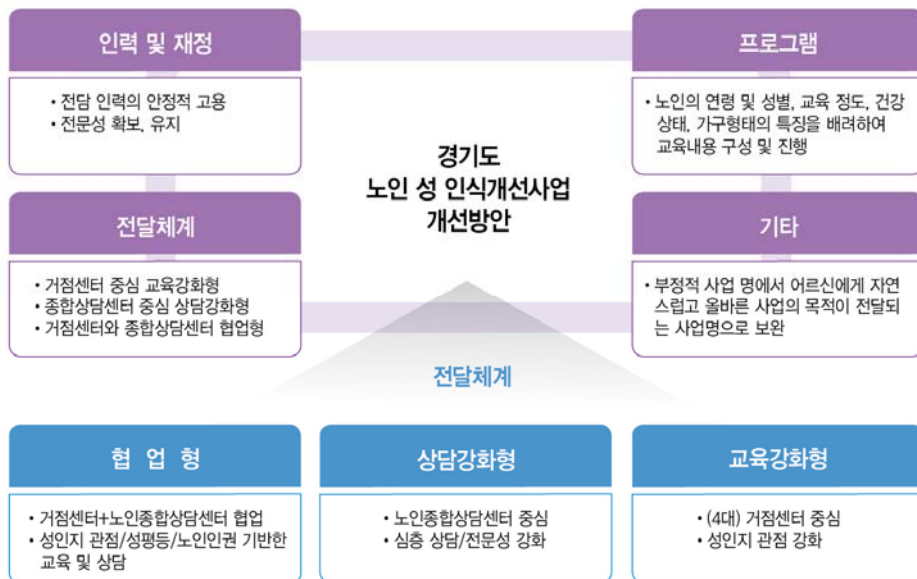 인력 및 재정
• 전담 인력의 안정적 고용
• 전문성 확보, 유지
프로그램
• 노인의 연령 및 성별, 교육 정도, 건강
상태, 가구형태의 특징을 배려하여
교육내용 구성 및 진행
경기도
노인 성 인식개선사업
개선방안
전달체계
• 거점센터 중심 교육강화형
• 종합상담센터 중심 상담강화형
• 거점센터와 종합상담센터 협업형
기타
• 부정적 사업 명에서 어르신에게 자연
스럽고 올바른 사업의 목적이 전달되
는 사업명으로 보완
전달체계
협 업 형
• 거점센터+노인종합상담센터 협업
• 성인지 관점/성평등/노인인권 기반한
교육 및 상담
상담강화형
• 노인종합상담센터 중심
• 심층 상담/전문성 강화
교육강화형
• (4대) 거점센터 중심
• 성인지 관점 강화